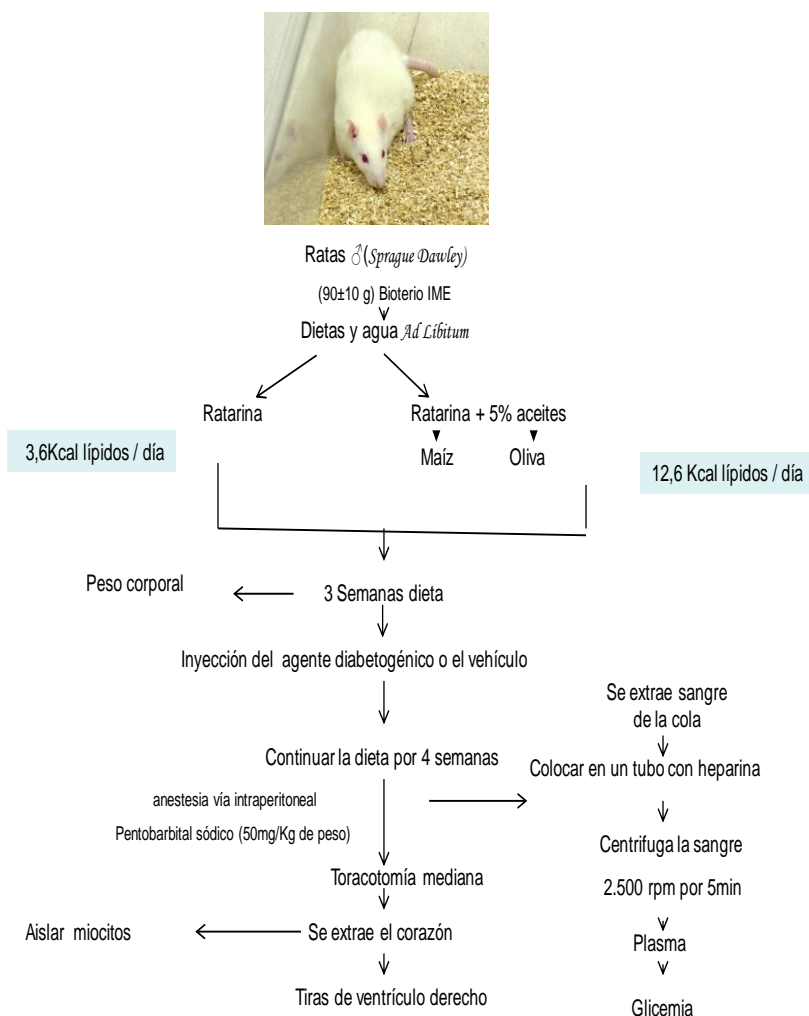 Ratas ♂(Sprague Dawley)
(90±10 g) Bioterio IME
Dietas y agua Ad Líbitum
Ratarina
Ratarina + 5% aceites
3,6Kcal lípidos / día
Maíz
Oliva
12,6 Kcal lípidos / día
Peso corporal
3 Semanas dieta
Inyección del agente diabetogénico o el vehículo
Continuar la dieta por 4 semanas
anestesia vía intraperitoneal
Pentobarbital sódico (50mg/Kg de peso)
Se extrae sangre
de la cola
Colocar en un tubo con heparina
Centrifuga la sangre
2.500 rpm por 5min
Plasma
Glicemia
Toracotomía mediana
Se extrae el corazón
Aislar miocitos
Tiras de ventrículo derecho